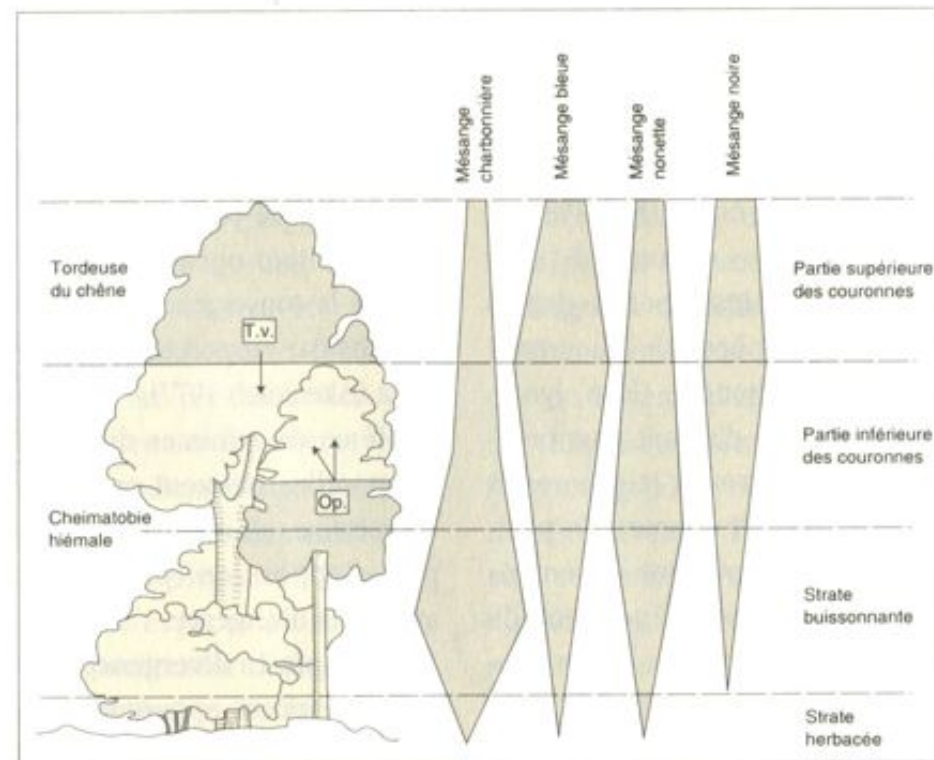 Mésange
charbonnière
Mésange bleue
Mésange
nonette
Mésange noire
Tordeuse
du chêne
T.v.
Partie supérieure
des couronnes
Partie inférieure
des couronnes
Op.
Cheimatobie
hiémale
Strate
buissonnante
Strate
herbacée